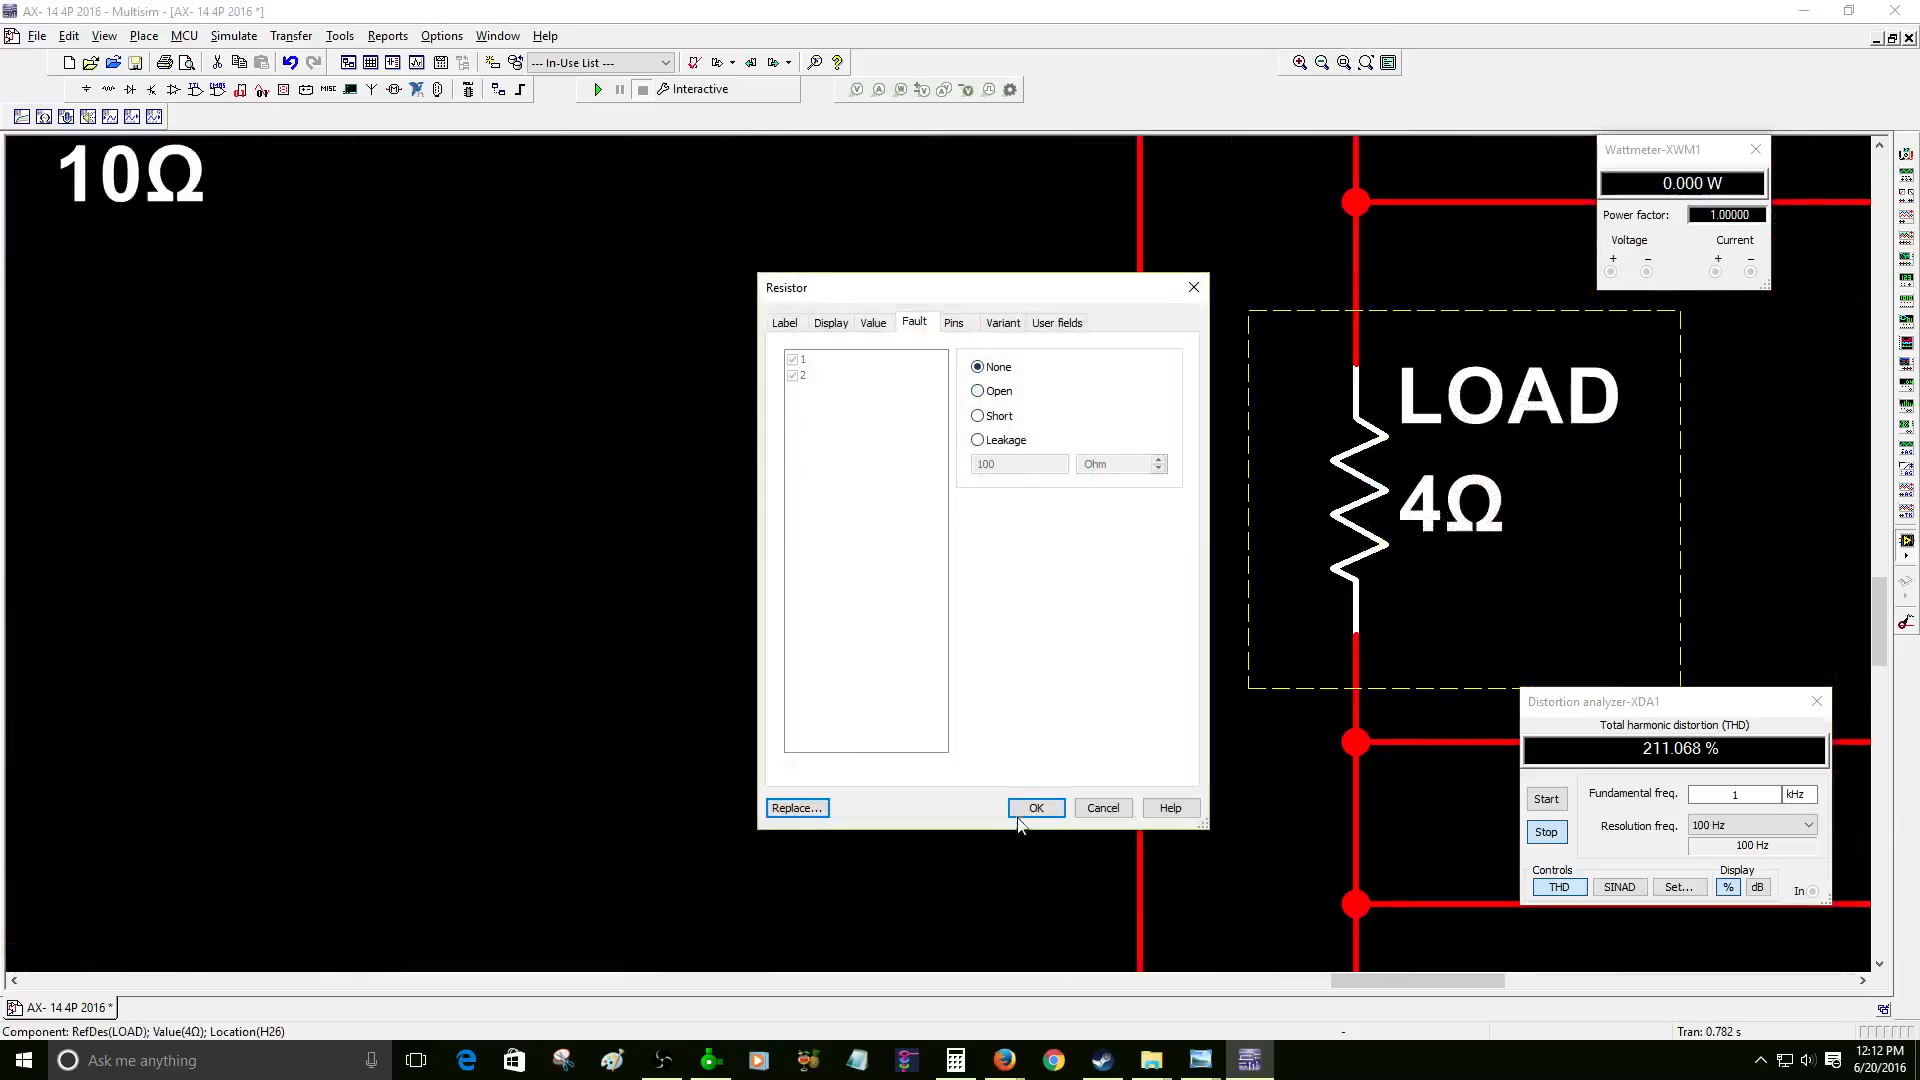 AX- 14 4P 2016 - Multisim - [AX- 14 4P 2016 *]
File Edit View Place MCU Simulate Transfer Tools Reports Options Window Help
--- In-Use List ---
Interactive
10Ω
Wattmeter-XWM1
0.000 W
Power factor: 1.00000
Voltage Current
+ − + −
Resistor
Label Display Value Fault Pins Variant User fields
1
2
None
Open
Short
Leakage
100 Ohm
Replace... OK Cancel Help
LOAD
4Ω
Distortion analyzer-XDA1
Total harmonic distortion (THD)
211.068 %
Start Fundamental freq. 1 kHz
Stop Resolution freq. 100 Hz
100 Hz
Controls Display
THD SINAD Set... % dB In
AX- 14 4P 2016 *
Component: RefDes(LOAD); Value(4Ω); Location(H26) - Tran: 0.782 s
Ask me anything
12:12 PM
6/20/2016